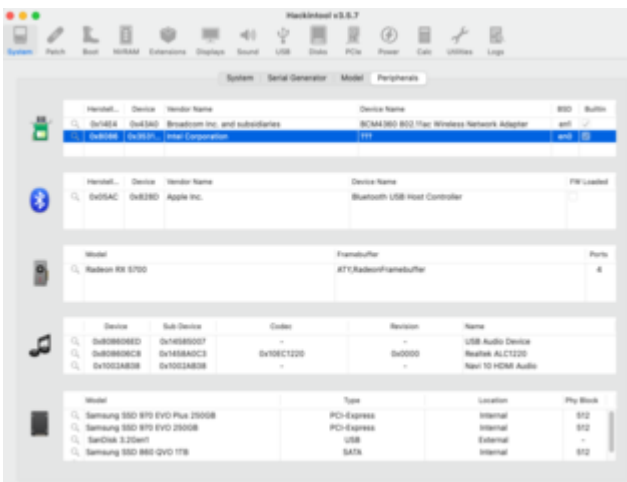 Hackintool v3.5.7
System Patch Boot NVRAM Extensions Displays Sound USB Disks PCIe Power Calc Utilities Logs
System Serial Generator Model Peripherals
Herstell... Device Vendor Name Device Name BSD Builtin
0x14E4 0x43A0 Broadcom Inc. and subsidiaries BCM4360 802.11ac Wireless Network Adapter en1
0x8086 Intel Corporation ??? en0
Herstell... Device Vendor Name Device Name FW Loaded
0x05AC 0x828D Apple Inc. Bluetooth USB Host Controller
Model Framebuffer Ports
Radeon RX 5700 ATY,RadeonFramebuffer 4
Device Sub Device Codec Revision Name
0x808606ED 0x14585007 - - USB Audio Device
0x808606C8 0x1458A0C3 0x10EC1220 0x0000 Realtek ALC1220
0x1002AB38 0x1002AB38 - - Navi 10 HDMI Audio
Model Type Location Phy Block
Samsung SSD 970 EVO Plus 250GB PCI-Express Internal 512
Samsung SSD 970 EVO 250GB PCI-Express Internal 512
SanDisk 3.2Gen1 USB External -
Samsung SSD 860 QVO 1TB SATA Internal 512